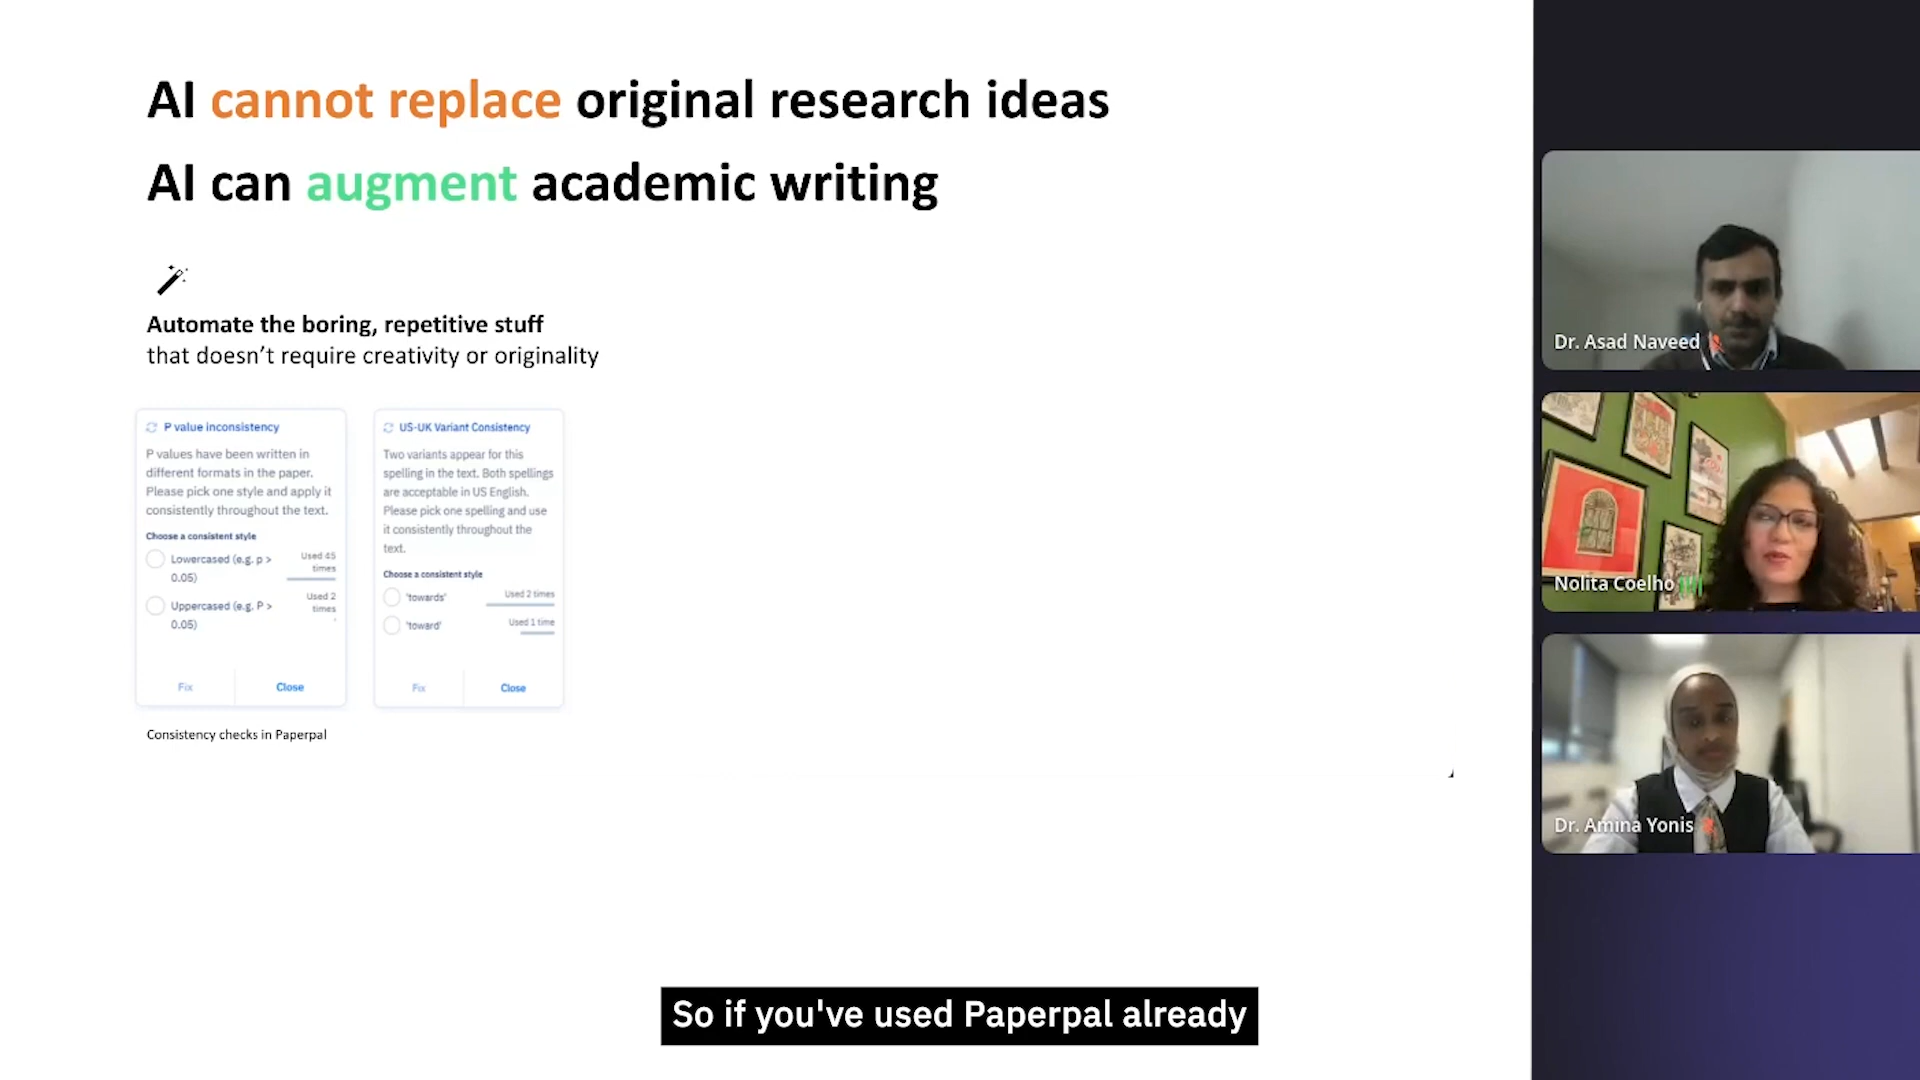 AI cannot replace original research ideas
AI can augment academic writing
Automate the boring, repetitive stuff
that doesn't require creativity or originality
P value inconsistency
P values have been written in
different formats in the paper.
Please pick one style and apply it
consistently throughout the text.
Choose a consistent style
Lowercased (e.g. p >
0.05)
Used 45
times
Uppercased (e.g. P >
0.05)
Used 2
times
Fix
Close
US-UK Variant Consistency
Two variants appear for this
spelling in the text. Both spellings
are acceptable in US English.
Please pick one spelling and use
it consistently throughout the
text.
Choose a consistent style
'towards'
Used 2 times
'toward'
Used 1 time
Fix
Close
Consistency checks in Paperpal
Dr. Asad Naveed
Nolita Coelho
Dr. Amina Yonis
So if you've used Paperpal already